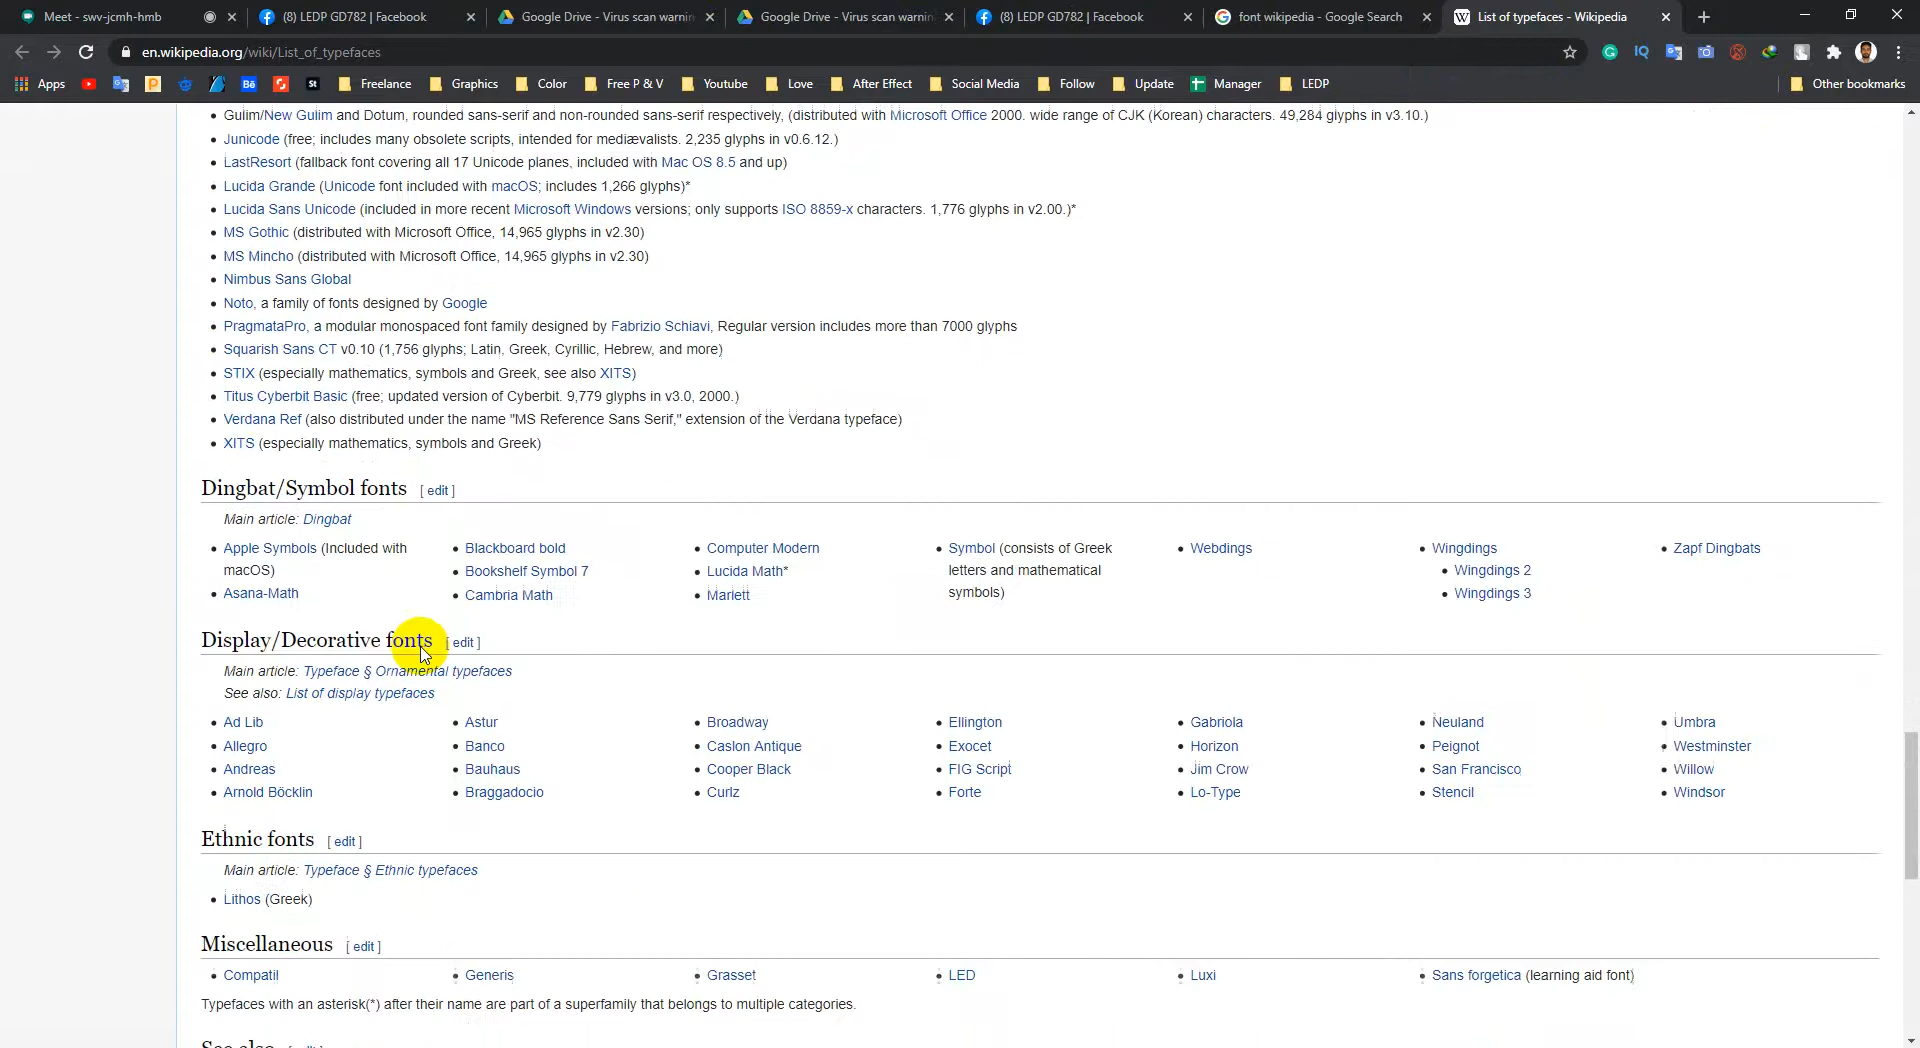 Meet - swv-jcmh-hmb
(8) LEDP GD782 | Facebook
Google Drive - Virus scan warnin
Google Drive - Virus scan warnin
(8) LEDP GD782 | Facebook
font wikipedia - Google Search
List of typefaces - Wikipedia
en.wikipedia.org/wiki/List_of_typefaces
Apps Freelance Graphics Color Free P & V Youtube Love After Effect Social Media Follow Update Manager LEDP Other bookmarks
Gulim/New Gulim and Dotum, rounded sans-serif and non-rounded sans-serif respectively, (distributed with Microsoft Office 2000. wide range of CJK (Korean) characters. 49,284 glyphs in v3.10.)
Junicode (free; includes many obsolete scripts, intended for mediævalists. 2,235 glyphs in v0.6.12.)
LastResort (fallback font covering all 17 Unicode planes, included with Mac OS 8.5 and up)
Lucida Grande (Unicode font included with macOS; includes 1,266 glyphs)*
Lucida Sans Unicode (included in more recent Microsoft Windows versions; only supports ISO 8859-x characters. 1,776 glyphs in v2.00.)*
MS Gothic (distributed with Microsoft Office, 14,965 glyphs in v2.30)
MS Mincho (distributed with Microsoft Office, 14,965 glyphs in v2.30)
Nimbus Sans Global
Noto, a family of fonts designed by Google
PragmataPro, a modular monospaced font family designed by Fabrizio Schiavi, Regular version includes more than 7000 glyphs
Squarish Sans CT v0.10 (1,756 glyphs; Latin, Greek, Cyrillic, Hebrew, and more)
STIX (especially mathematics, symbols and Greek, see also XITS)
Titus Cyberbit Basic (free; updated version of Cyberbit. 9,779 glyphs in v3.0, 2000.)
Verdana Ref (also distributed under the name "MS Reference Sans Serif," extension of the Verdana typeface)
XITS (especially mathematics, symbols and Greek)
Dingbat/Symbol fonts [ edit ]
Main article: Dingbat
Apple Symbols (Included with
macOS)
Asana-Math
Blackboard bold
Bookshelf Symbol 7
Cambria Math
Computer Modern
Lucida Math*
Marlett
Symbol (consists of Greek
letters and mathematical
symbols)
Webdings
Wingdings
Wingdings 2
Wingdings 3
Zapf Dingbats
Display/Decorative fonts [ edit ]
Main article: Typeface § Ornamental typefaces
See also: List of display typefaces
Ad Lib
Allegro
Andreas
Arnold Böcklin
Astur
Banco
Bauhaus
Braggadocio
Broadway
Caslon Antique
Cooper Black
Curlz
Ellington
Exocet
FIG Script
Forte
Gabriola
Horizon
Jim Crow
Lo-Type
Neuland
Peignot
San Francisco
Stencil
Umbra
Westminster
Willow
Windsor
Ethnic fonts [ edit ]
Main article: Typeface § Ethnic typefaces
Lithos (Greek)
Miscellaneous [ edit ]
Compatil
Generis
Grasset
LED
Luxi
Sans forgetica (learning aid font)
Typefaces with an asterisk(*) after their name are part of a superfamily that belongs to multiple categories.
See also [ edit ]